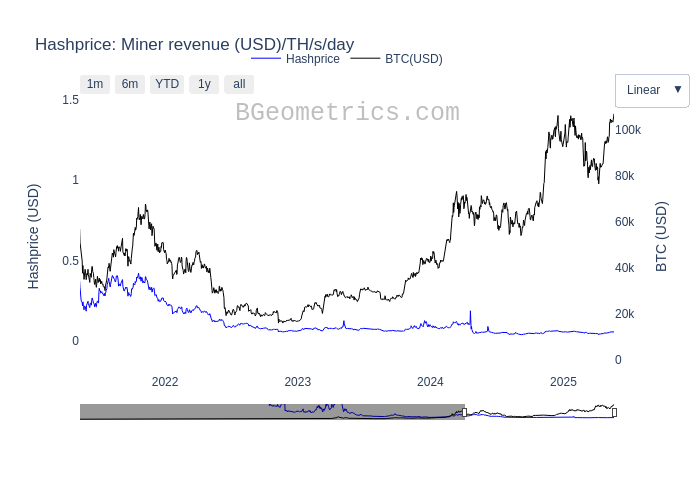 Hashprice: Miner revenue (USD)/TH/s/day
Hashprice BTC(USD)
1m 6m YTD 1y all
Linear ▼
BGeometrics.com
1.5
1
0.5
0
Hashprice (USD)
100k
80k
60k
40k
20k
0
BTC (USD)
2022 2023 2024 2025